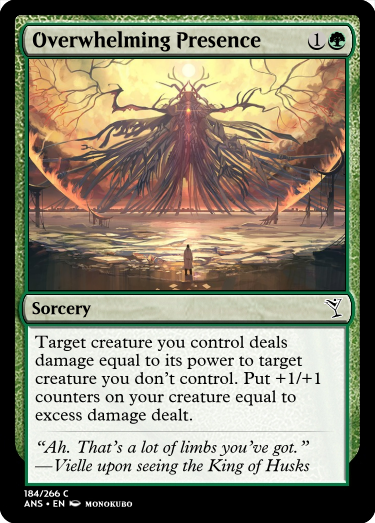 Overwhelming Presence 1
Sorcery
Target creature you control deals
damage equal to its power to target
creature you don't control. Put +1/+1
counters on your creature equal to
excess damage dealt.
“Ah. That's a lot of limbs you've got.”
—Vielle upon seeing the King of Husks
184/266 C
ANS • EN MONOKUBO